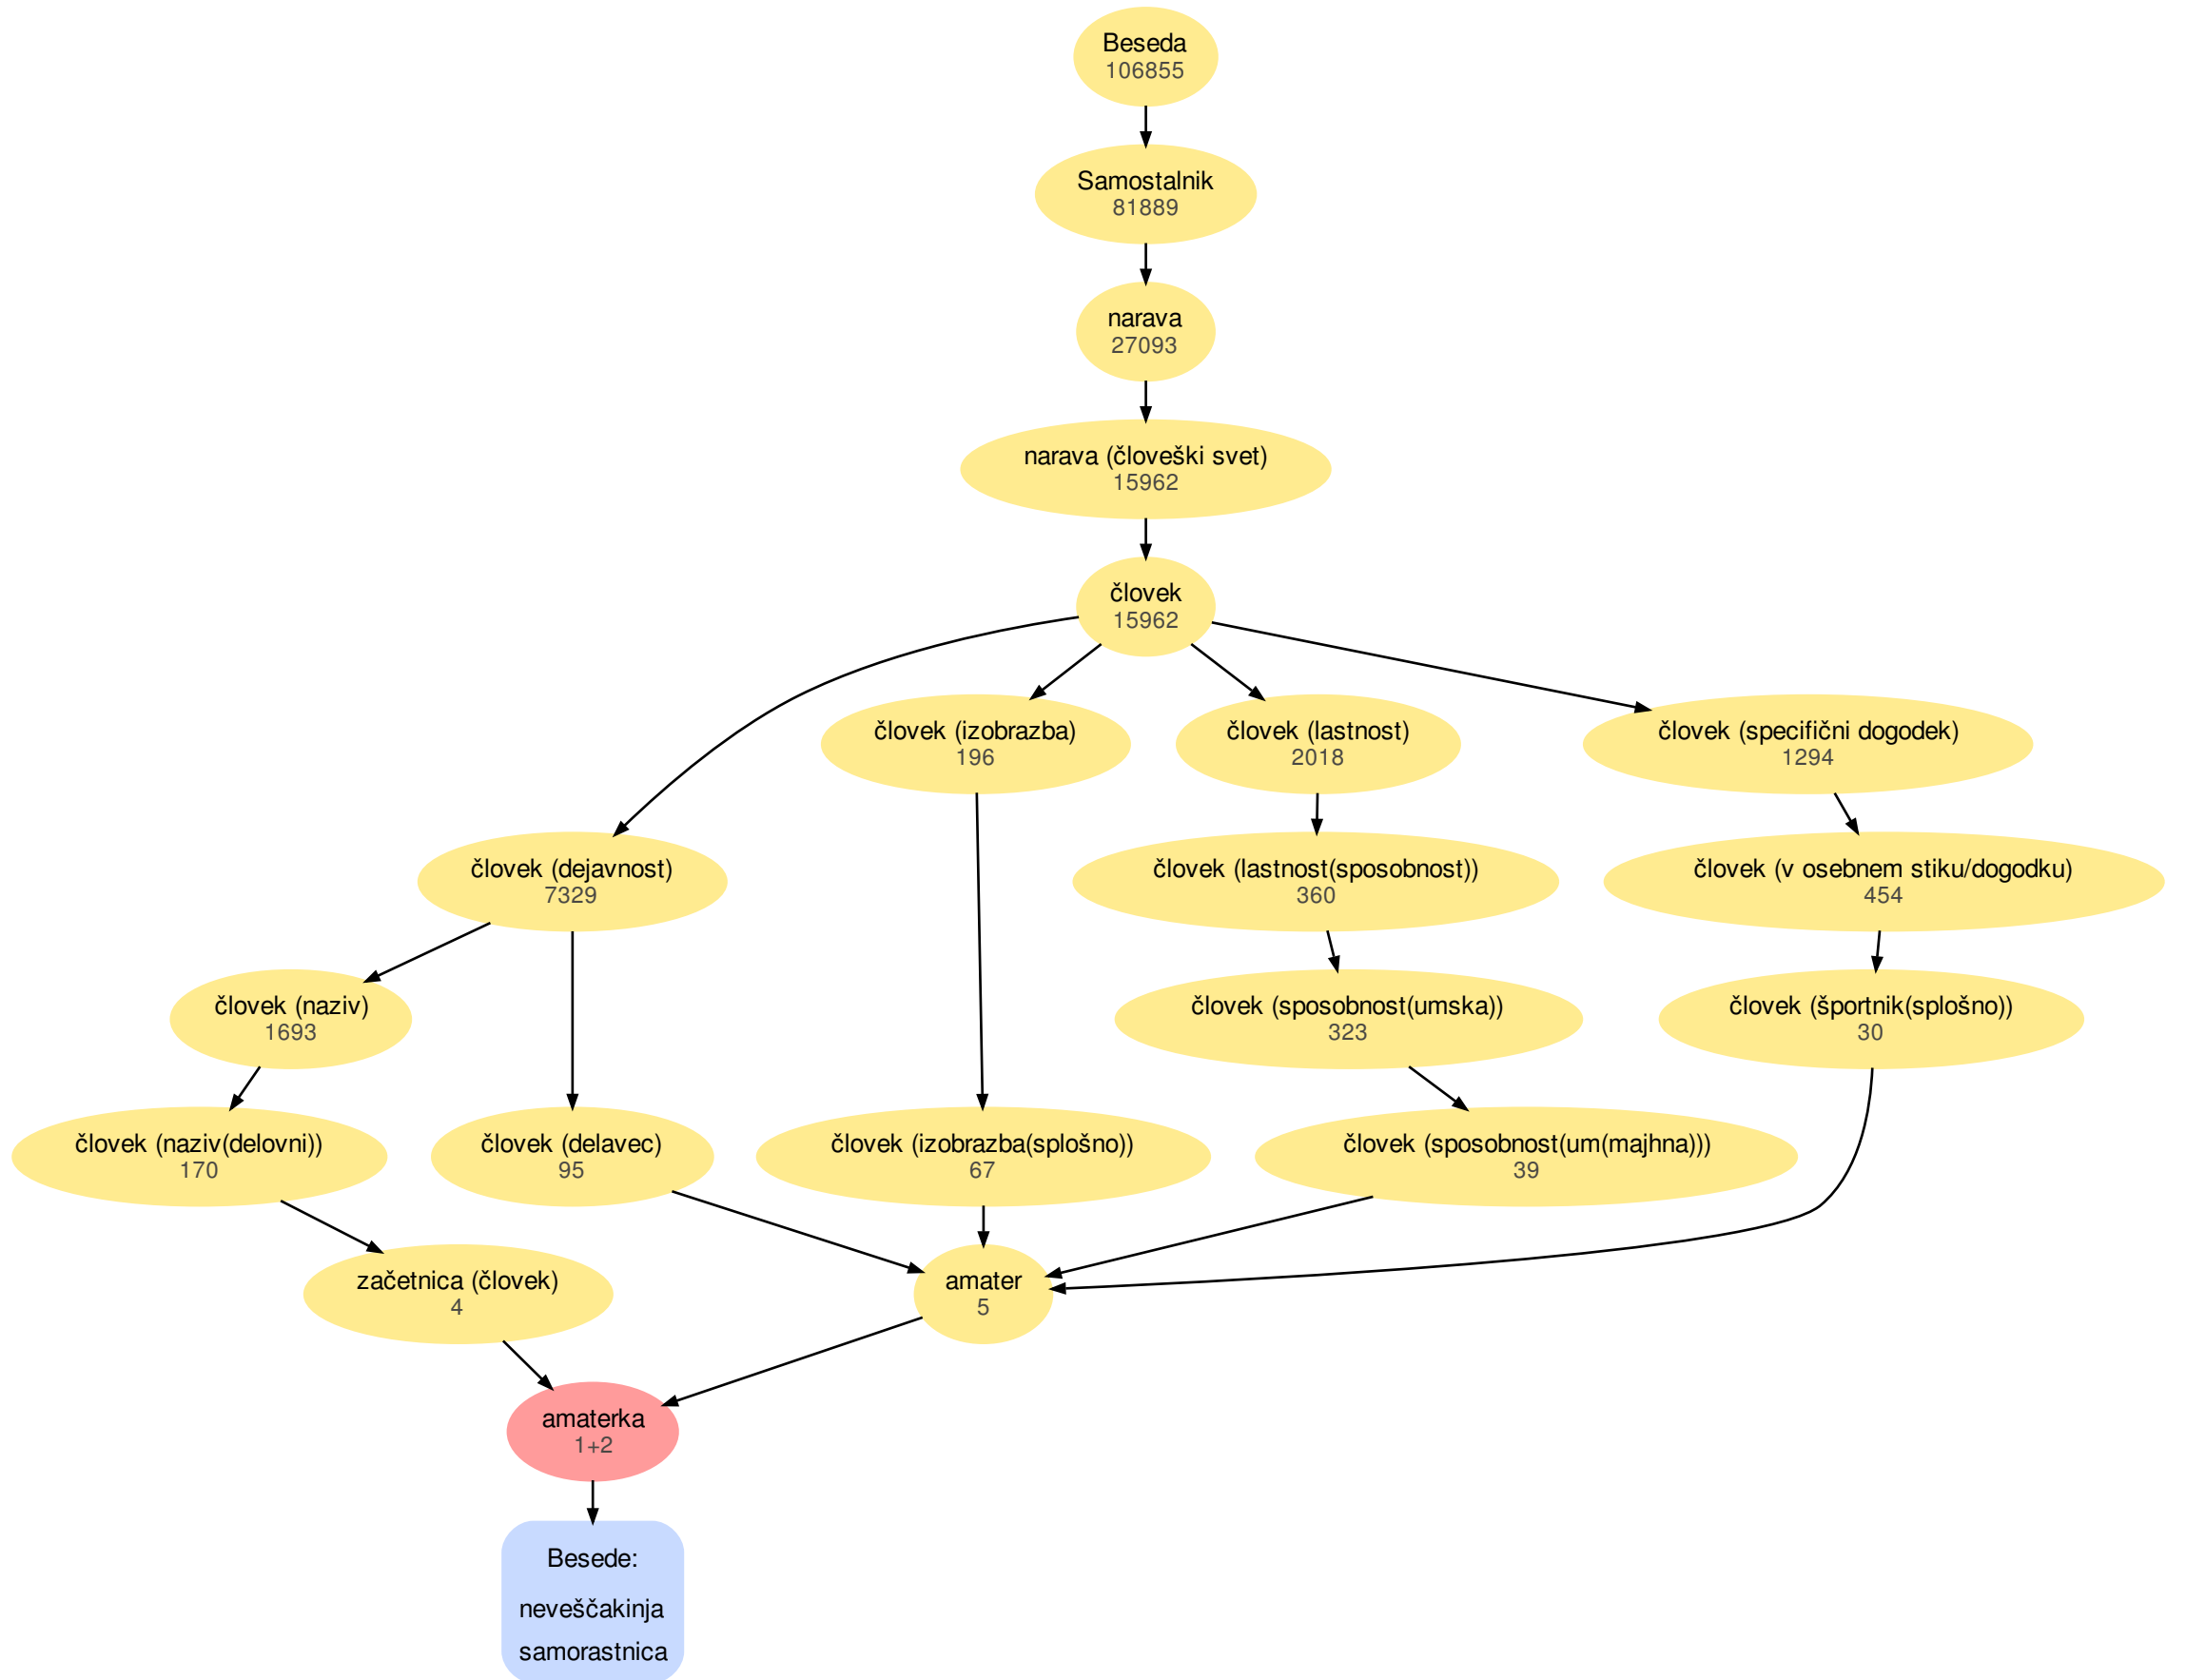 Beseda
106855
Samostalnik
81889
narava
27093
narava (človeški svet)
15962
človek
15962
človek (izobrazba)
196
človek (lastnost)
2018
človek (specifični dogodek)
1294
človek (dejavnost)
7329
človek (lastnost(sposobnost))
360
človek (v osebnem stiku/dogodku)
454
človek (naziv)
1693
človek (sposobnost(umska))
323
človek (športnik(splošno))
30
človek (naziv(delovni))
170
človek (delavec)
95
človek (izobrazba(splošno))
67
človek (sposobnost(um(majhna)))
39
začetnica (človek)
4
amater
5
amaterka
1+2
Besede:
neveščakinja
samorastnica